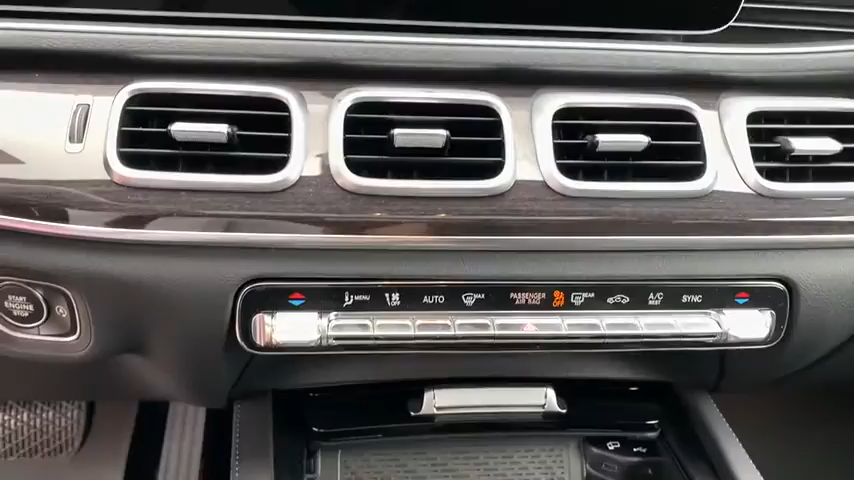 START
ENGINE
STOP
MENU
OFF
AUTO
MAX
PASSENGER
AIR BAG
OFF
REAR
A/C
REST
SYNC